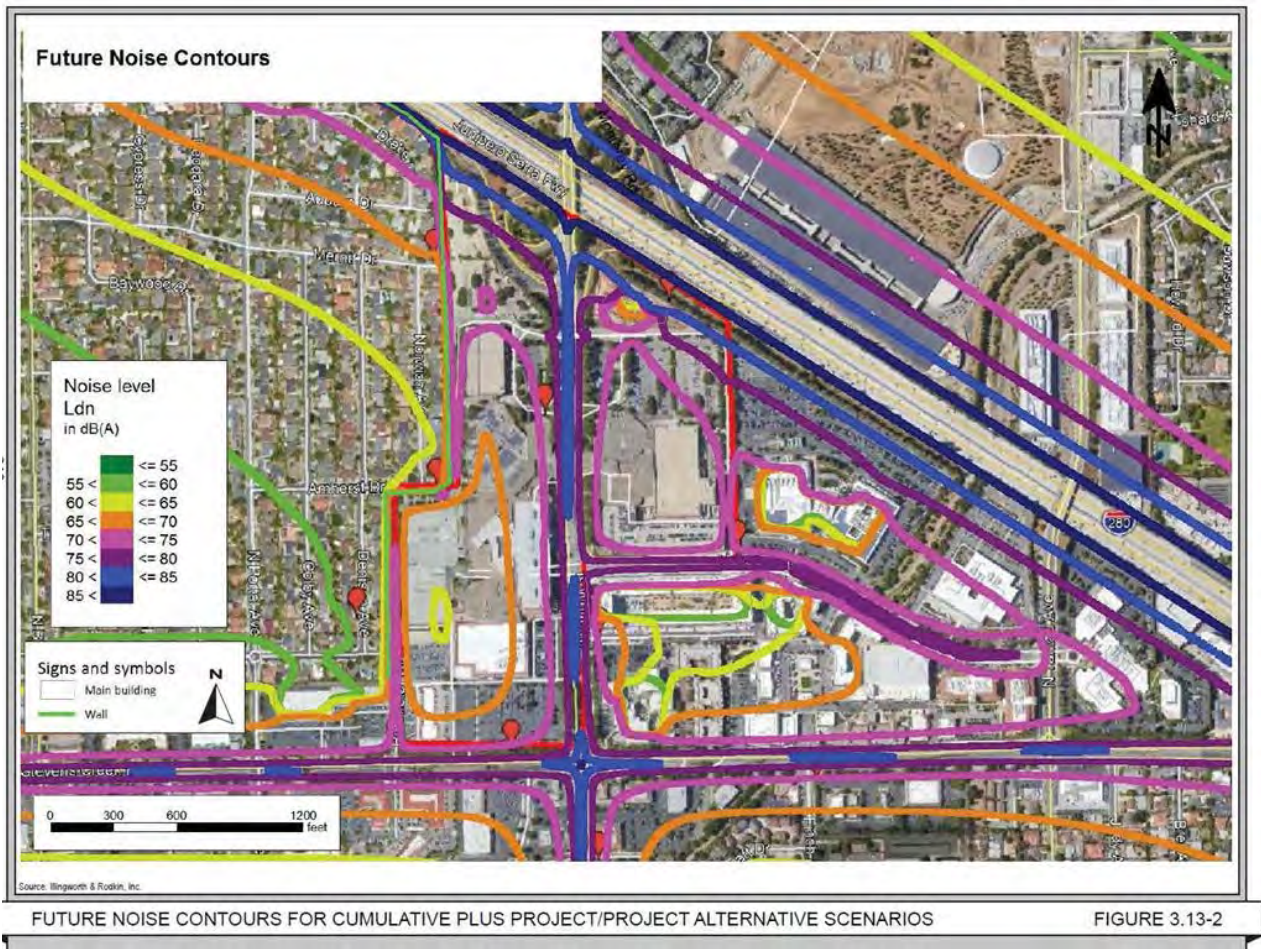 Future Noise Contours
Junipero Serra Fwy
Auburn Dr
Merritt Dr
Amherst Dr
280
N
Noise level
Ldn
in dB(A)
<= 55
55 < <= 60
60 < <= 65
65 < <= 70
70 < <= 75
75 < <= 80
80 < <= 85
85 <
Signs and symbols
Main building
Wall
N
0 300 600 1200
feet
Source: Illingworth & Rodkin, Inc.
FUTURE NOISE CONTOURS FOR CUMULATIVE PLUS PROJECT/PROJECT ALTERNATIVE SCENARIOS
FIGURE 3.13-2